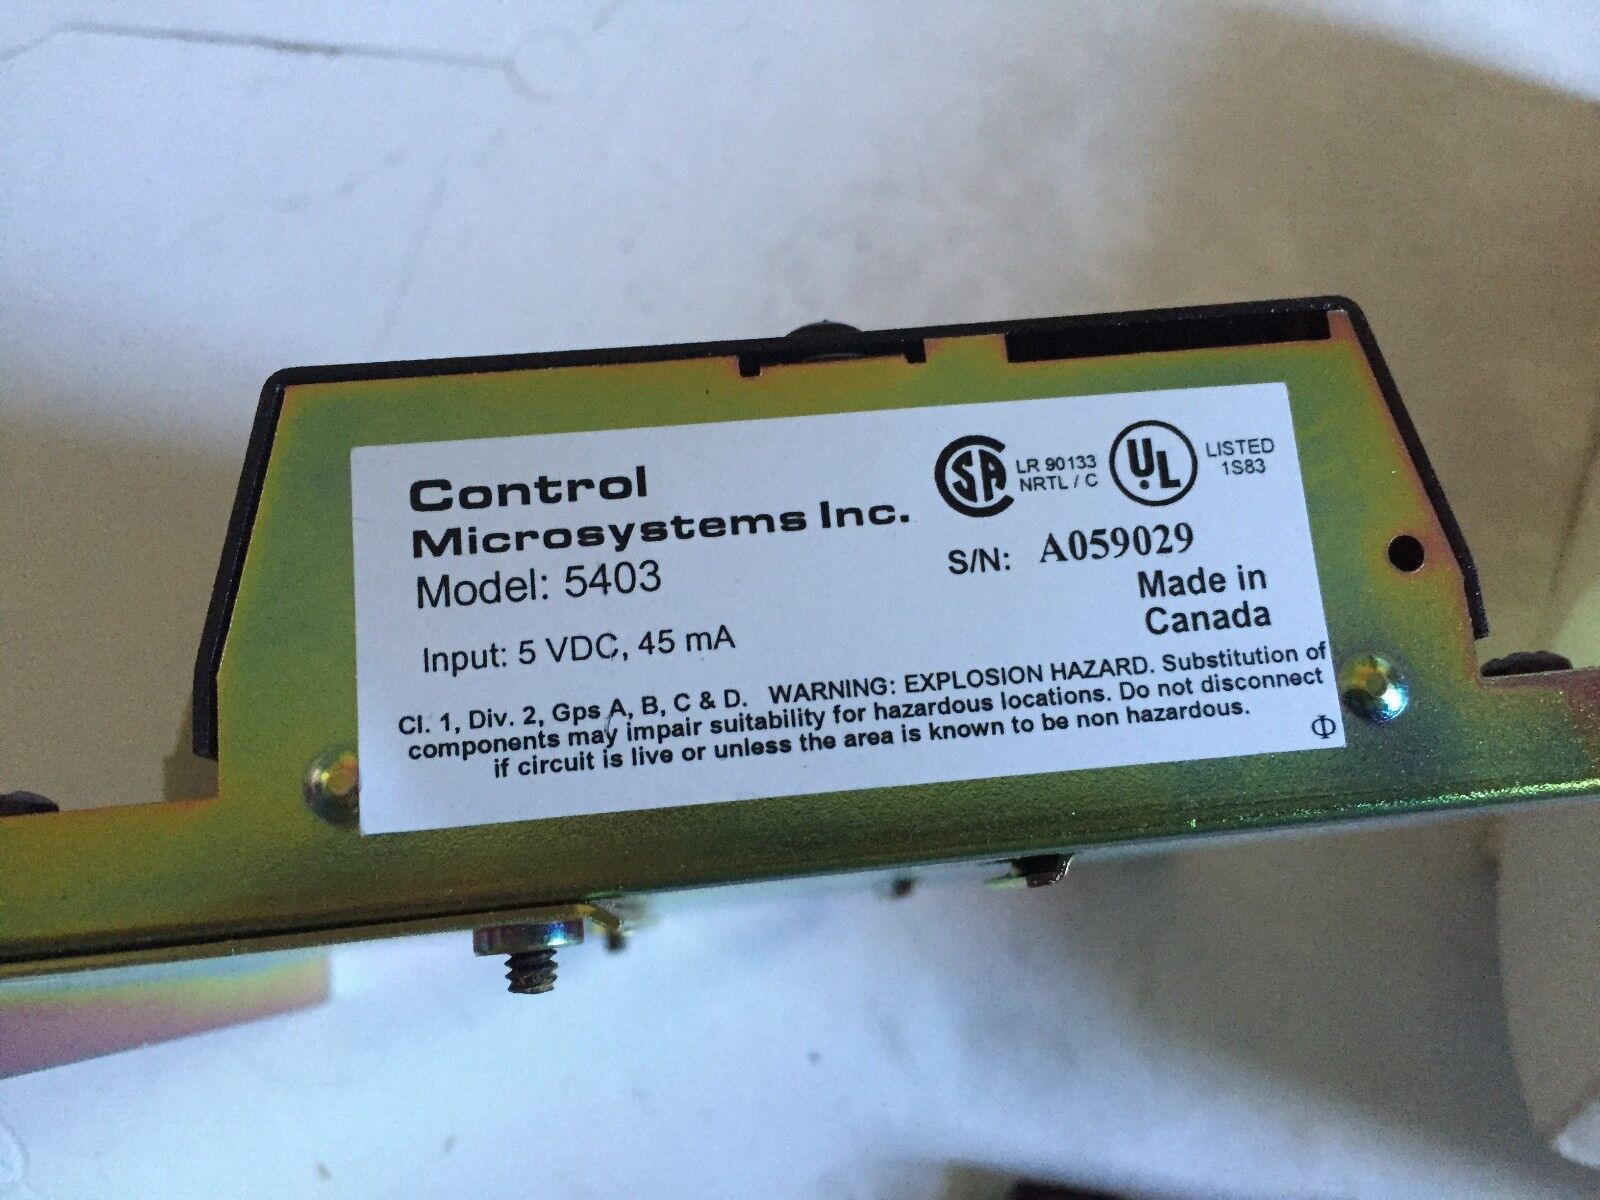 Control
Microsystems Inc.
Model: 5403
Input: 5 VDC, 45 mA
SA
LR 90133
NRTL / C
UL
LISTED
1S83
S/N: A059029
Made in
Canada
Cl. 1, Div. 2, Gps A, B, C & D. WARNING: EXPLOSION HAZARD. Substitution of
components may impair suitability for hazardous locations. Do not disconnect
if circuit is live or unless the area is known to be non hazardous.
Φ